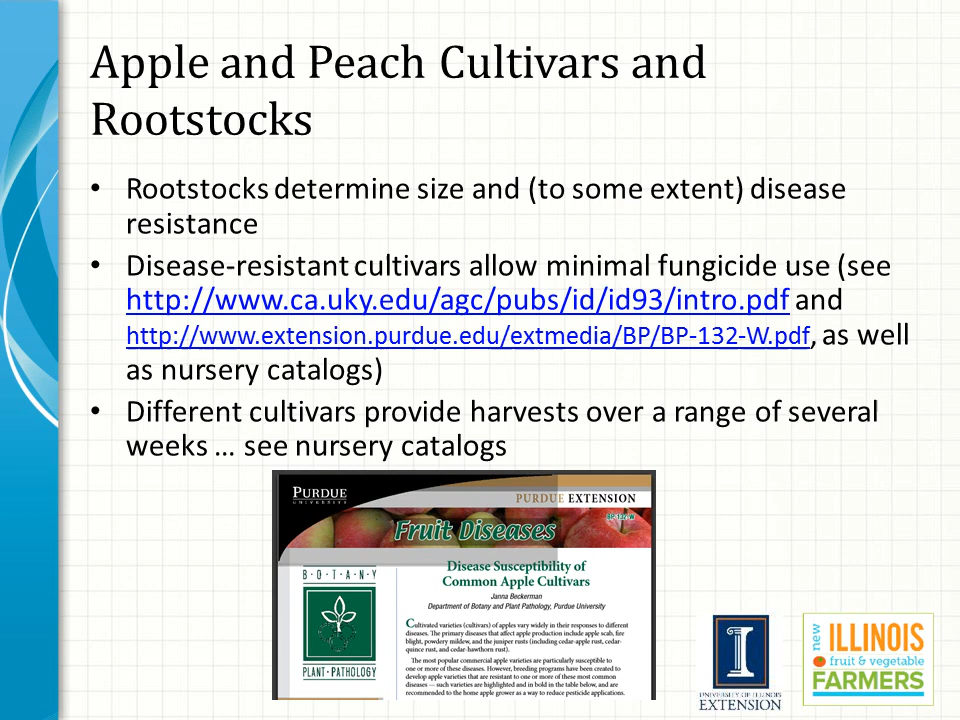 Apple and Peach Cultivars and
Rootstocks
• Rootstocks determine size and (to some extent) disease
resistance
• Disease-resistant cultivars allow minimal fungicide use (see
http://www.ca.uky.edu/agc/pubs/id/id93/intro.pdf and
http://www.extension.purdue.edu/extmedia/BP/BP-132-W.pdf, as well
as nursery catalogs)
• Different cultivars provide harvests over a range of several
weeks … see nursery catalogs
PURDUE
UNIVERSITY
PURDUE EXTENSION
BP-132-W
Fruit Diseases
B·O·T·A·N·Y
PLANT·PATHOLOGY
Disease Susceptibility of
Common Apple Cultivars
Janna Beckerman
Department of Botany and Plant Pathology, Purdue University
Cultivated varieties (cultivars) of apples vary widely in their responses to different
diseases. The primary diseases that affect apple production include apple scab, fire
blight, powdery mildew, and the juniper rusts (including cedar-apple rust, cedar-
quince rust, and cedar-hawthorn rust).
The most popular commercial apple varieties are particularly susceptible to
one or more of these diseases. However, breeding programs have been created to
develop apple varieties that are resistant to one or more of these most common
diseases — such varieties are highlighted and in bold in the table below, and are
recommended to the home apple grower as a way to reduce pesticide applications.
I
UNIVERSITY OF ILLINOIS
EXTENSION
new
ILLINOIS
fruit & vegetable
FARMERS